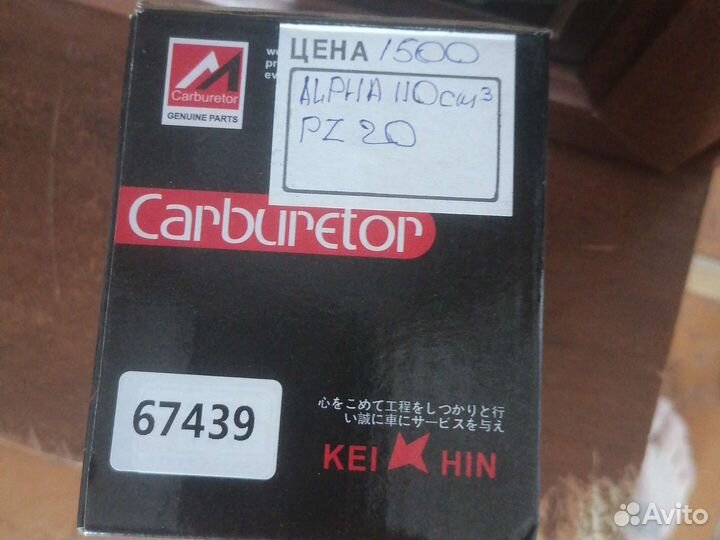 ЦЕНА 1500
ALPHA 110см³
PZ 20
Carburetor
GENUINE PARTS
Carburetor
67439
心をこめて工程をしつかりと行
い誠に車にサービスを与え
KEI HIN
Avito